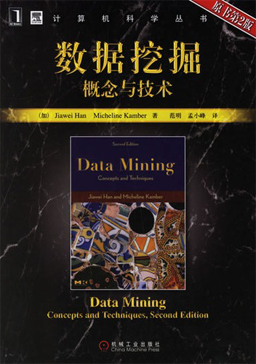 计算机科学丛书
原书第2版
数据挖掘
概念与技术
(加) Jiawei Han Micheline Kamber 著 范明 孟小峰 译
Second Edition
Data Mining
Concepts and Techniques
Jiawei Han and Micheline Kamber
Data Mining
Concepts and Techniques, Second Edition
机械工业出版社
China Machine Press